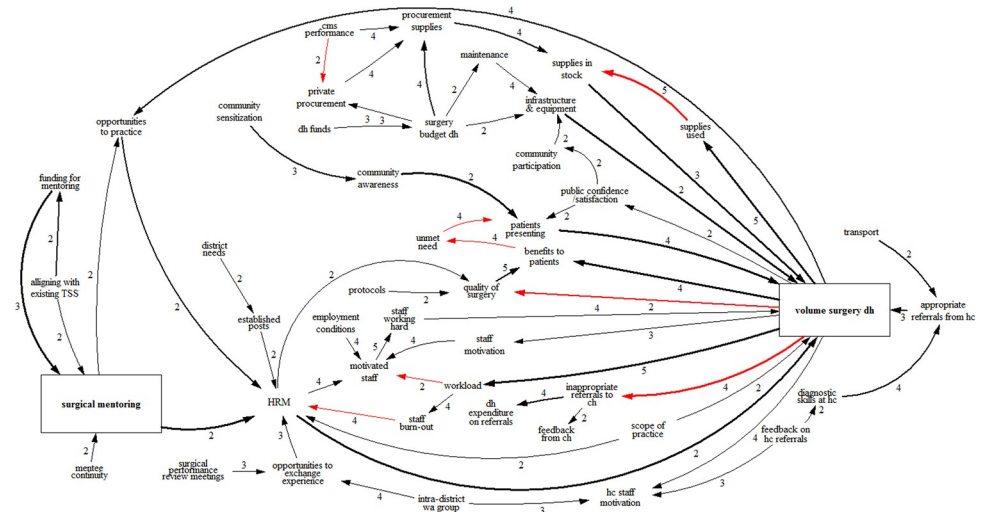 4
procurement
supplies
cms
performance
4
4
maintenance
supplies in
stock
2
4
private
procurement
4
2
4
infrastructure
& equipment
5
community
sensitization
opportunities
to practice
dh funds
3
3
surgery
budget dh
2
supplies
used
community
participation
2
3
3
community
awareness
2
public confidence
/satisfaction
2
funding for
mentoring
2
patients
presenting
2
5
4
unmet
need
4
benefits to
patients
4
2
transport
2
district
needs
2
alligning with
existing TSS
2
2
protocols
2
quality of
surgery
5
4
2
3
2
established
posts
employment
conditions
staff
working
hard
4
2
volume surgery dh
3
appropriate
referrals from hc
2
2
2
4
5
motivated
staff
4
staff
motivation
3
5
surgical mentoring
HRM
4
2
workload
4
inappropriate
referrals to
ch
4
2
diagnostic
skills at hc
4
2
4
staff
burn-out
4
dh
expenditure
on referrals
2
feedback
from ch
scope of
practice
4
feedback on
hc referrals
2
2
mentee
continuity
surgical
performance
review meetings
3
3
opportunities to
exchange
experience
2
2
4
intra-district
wa group
3
hc staff
motivation
3